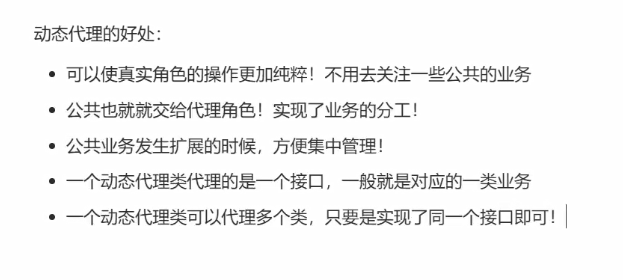 动态代理的好处：
• 可以使真实角色的操作更加纯粹！不用去关注一些公共的业务
• 公共也就就交给代理角色！实现了业务的分工！
• 公共业务发生扩展的时候，方便集中管理！
• 一个动态代理类代理的是一个接口，一般就是对应的一类业务
• 一个动态代理类可以代理多个类，只要是实现了同一个接口即可！